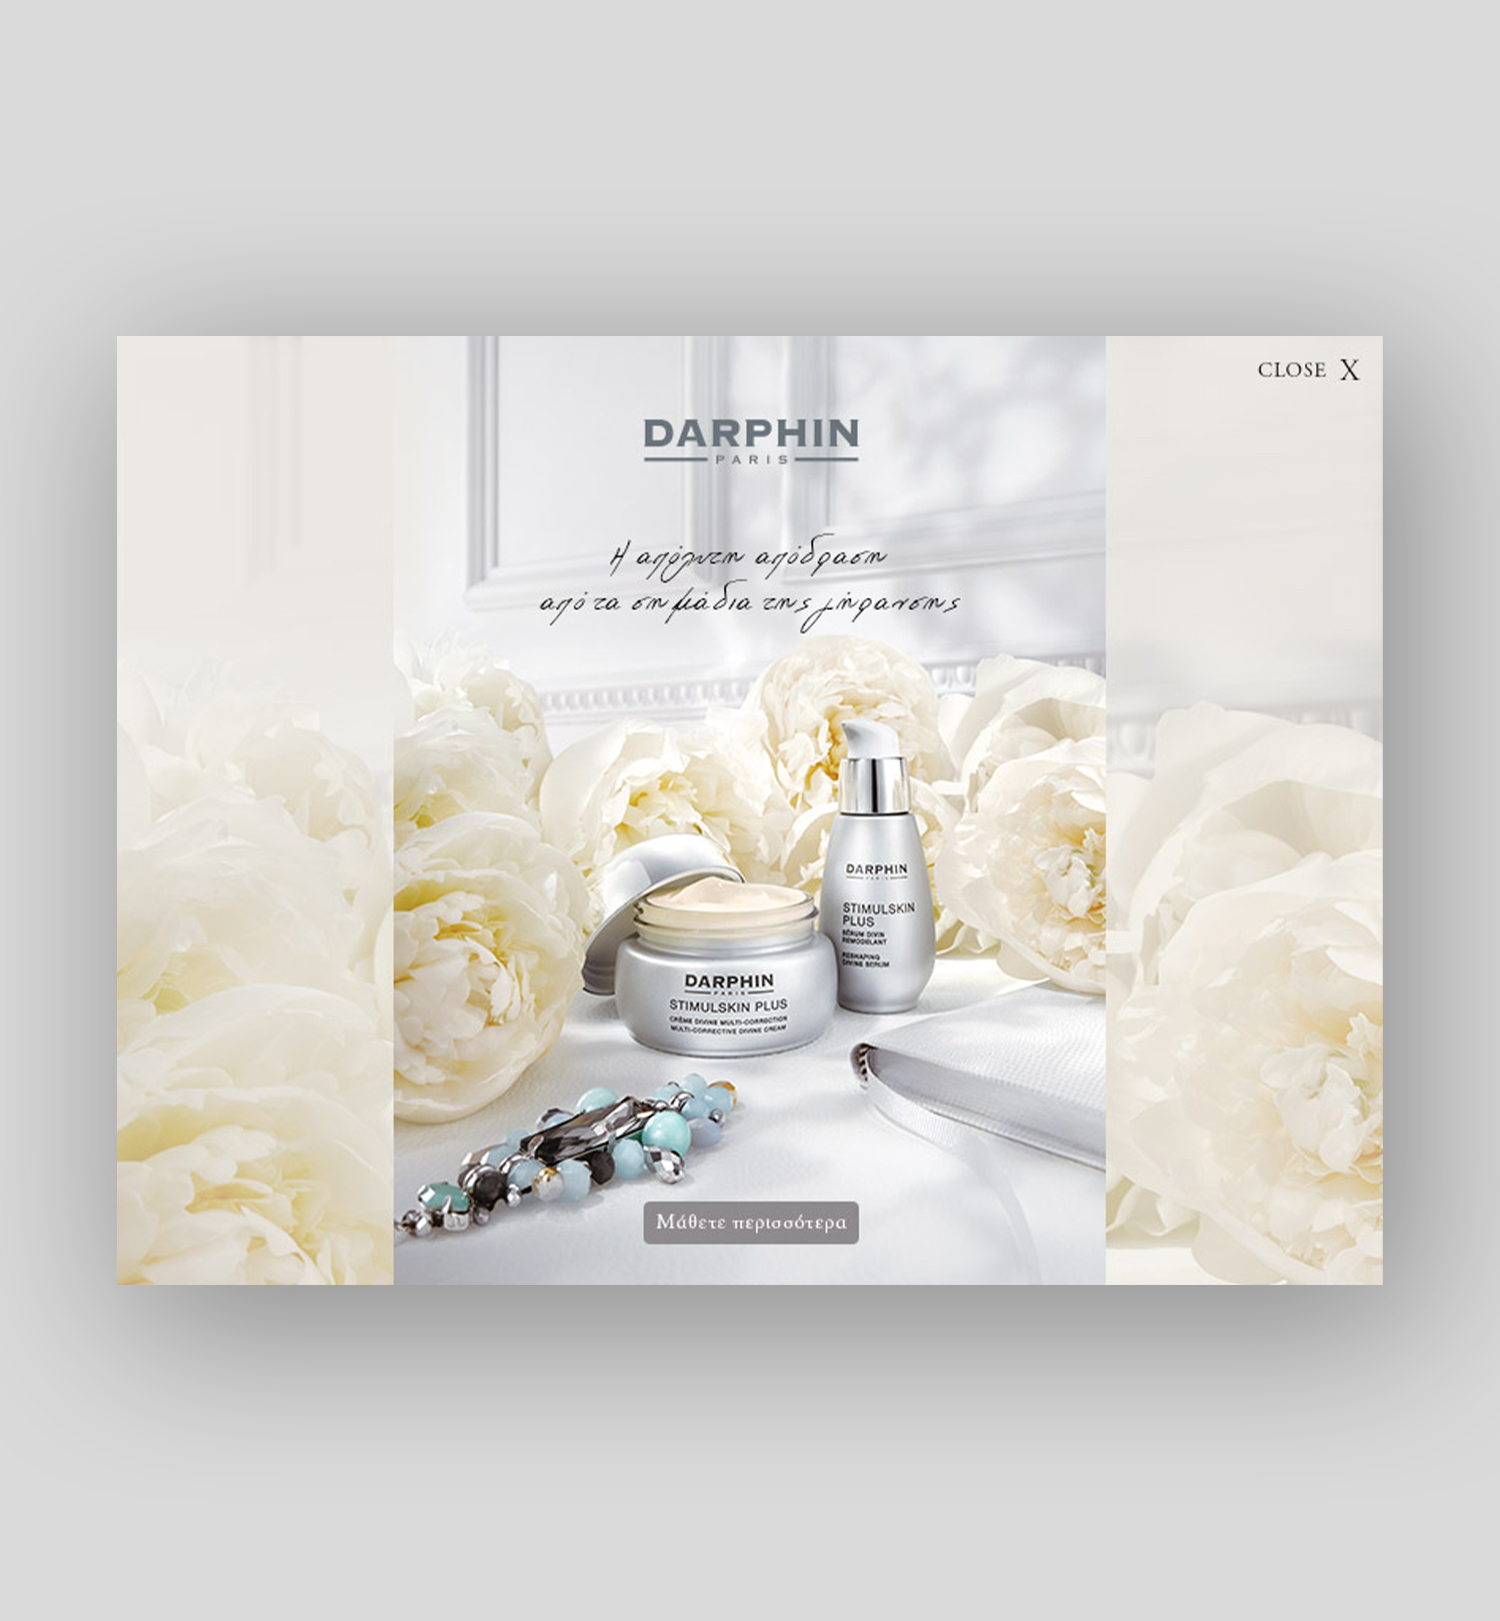 CLOSE X
DARPHIN
PARIS
Η απόλυτη απόδραση
από τα σημάδια της γήρανσης
DARPHIN
PARIS
STIMULSKIN
PLUS
SÉRUM DIVIN
REMODELANT
RESHAPING
DIVINE SERUM
DARPHIN
PARIS
STIMULSKIN PLUS
CRÈME DIVINE MULTI-CORRECTION
MULTI-CORRECTIVE DIVINE CREAM
Μάθετε περισσότερα